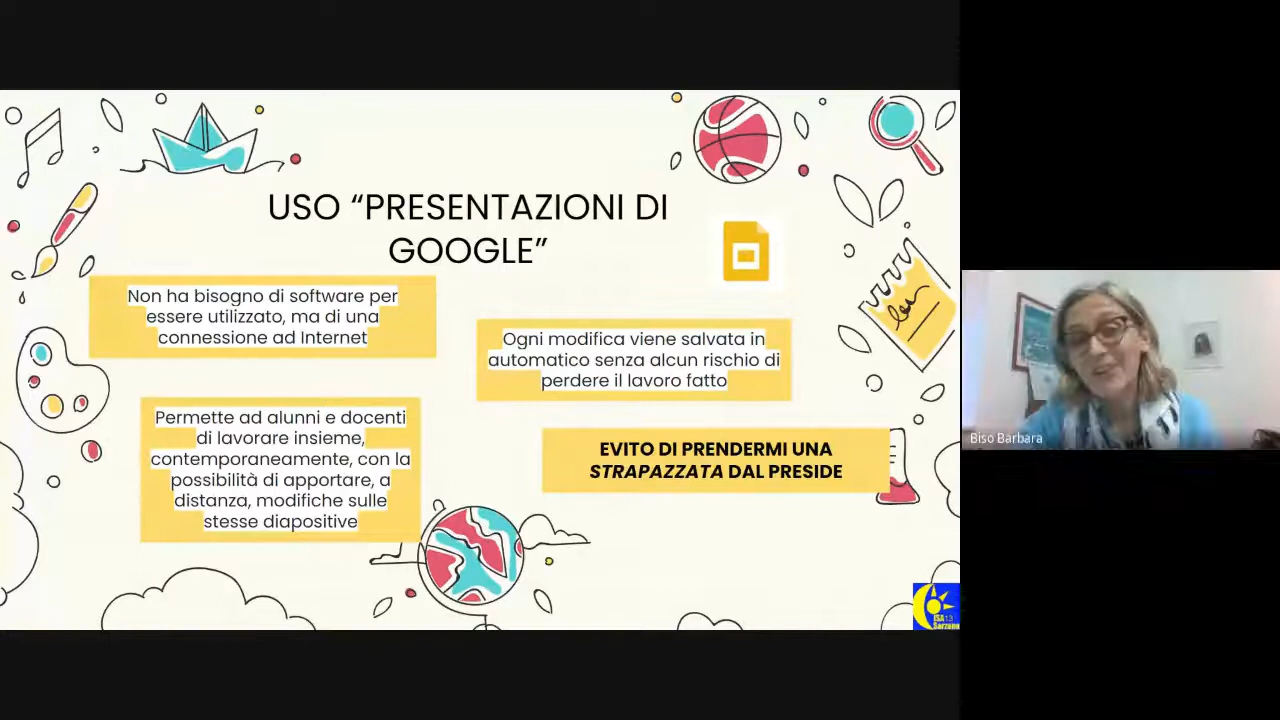 USO “PRESENTAZIONI DI
GOOGLE”
Non ha bisogno di software per
essere utilizzato, ma di una
connessione ad Internet
Ogni modifica viene salvata in
automatico senza alcun rischio di
perdere il lavoro fatto
Permette ad alunni e docenti
di lavorare insieme,
contemporaneamente, con la
possibilità di apportare, a
distanza, modifiche sulle
stesse diapositive
EVITO DI PRENDERMI UNA
STRAPAZZATA DAL PRESIDE
Biso Barbara
ISA 13
Sarzana